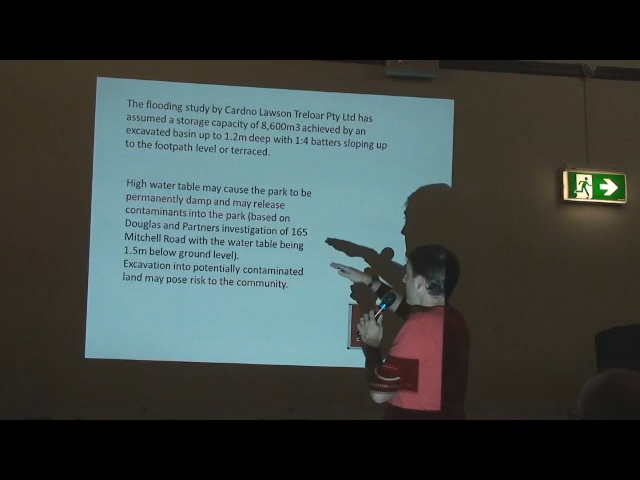 The flooding study by Cardno Lawson Treloar Pty Ltd has
assumed a storage capacity of 8,600m3 achieved by an
excavated basin up to 1.2m deep with 1:4 batters sloping up
to the footpath level or terraced.
High water table may cause the park to be
permanently damp and may release
contaminants into the park (based on
Douglas and Partners investigation of 165
Mitchell Road with the water table being
1.5m below ground level).
Excavation into potentially contaminated
land may pose risk to the community.